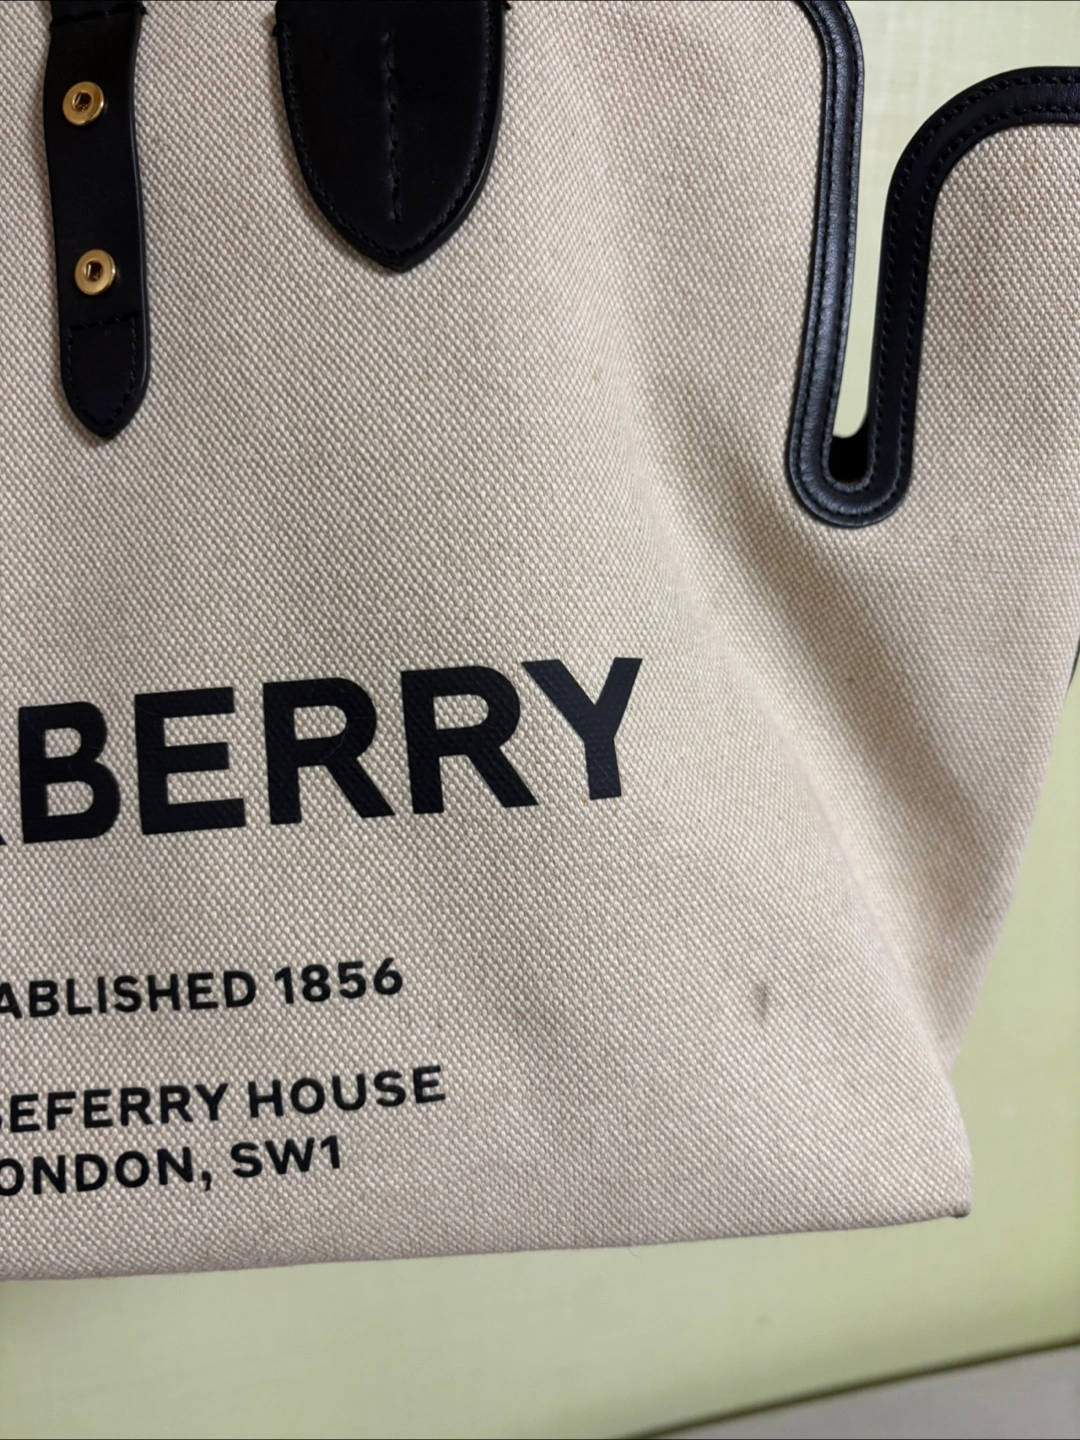 BERRY
ABLISHED 1856
SEFERRY HOUSE
ONDON, SW1